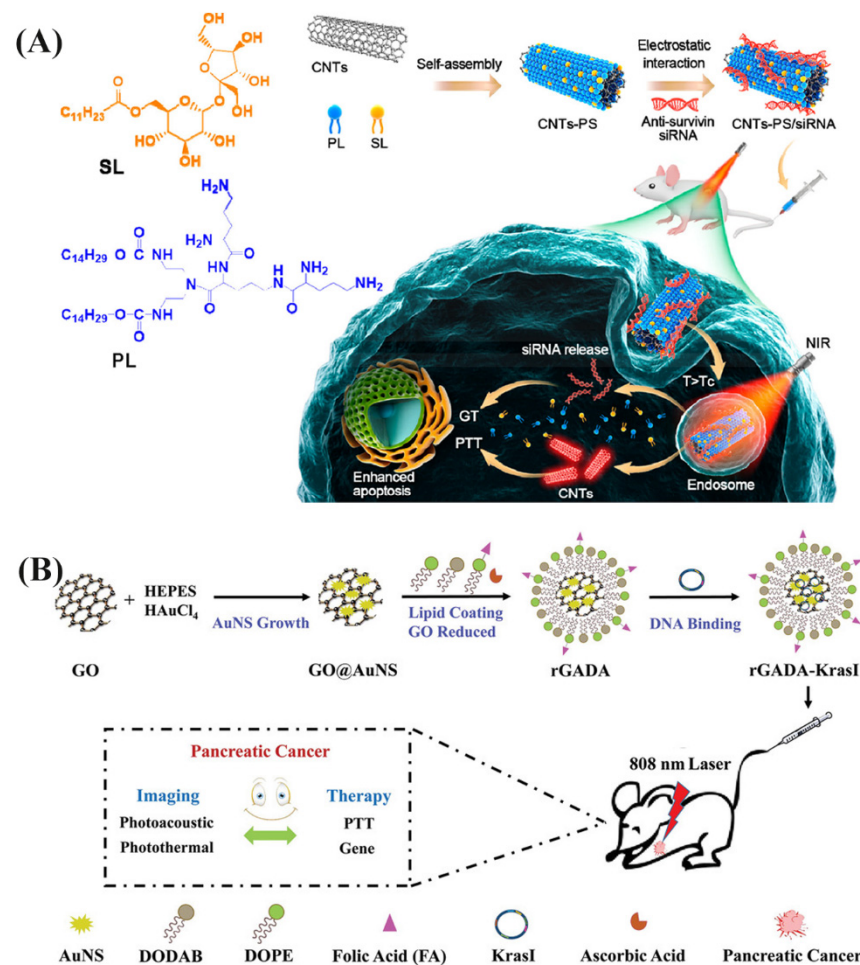 (A)
OH
OH
O
OH
O
O
HO
OH
C11H23
O
O
O
OH
HO
OH
OH
SL
CNTs
PL
SL
Self-assembly
CNTs-PS
Electrostatic
interaction
Anti-survivin
siRNA
CNTs-PS/siRNA
H2N
H2N
O
C14H29
O
O
NH
HN
H
N
NH2
NH2
N
O
O
C14H29
O
NH
O
PL
siRNA release
T>Tc
NIR
GT
PTT
Enhanced
apoptosis
CNTs
Endosome
(B)
GO
+
HEPES
HAuCl4
AuNS Growth
GO@AuNS
Lipid Coating
GO Reduced
rGADA
DNA Binding
rGADA-KrasI
Pancreatic Cancer
Imaging
Therapy
Photoacoustic
PTT
Photothermal
Gene
808 nm Laser
AuNS
DODAB
DOPE
Folic Acid (FA)
KrasI
Ascorbic Acid
Pancreatic Cancer